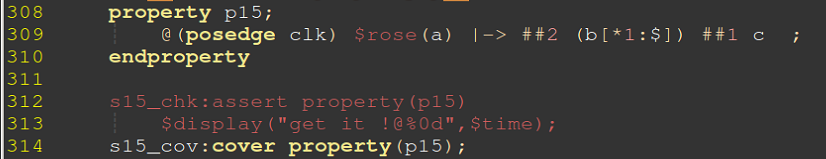 308 property p15;
309 @(posedge clk) $rose(a) |-> ##2 (b[*1:$]) ##1 c ;
310 endproperty
311
312 s15_chk:assert property(p15)
313 $display("get it !@%0d",$time);
314 s15_cov:cover property(p15);